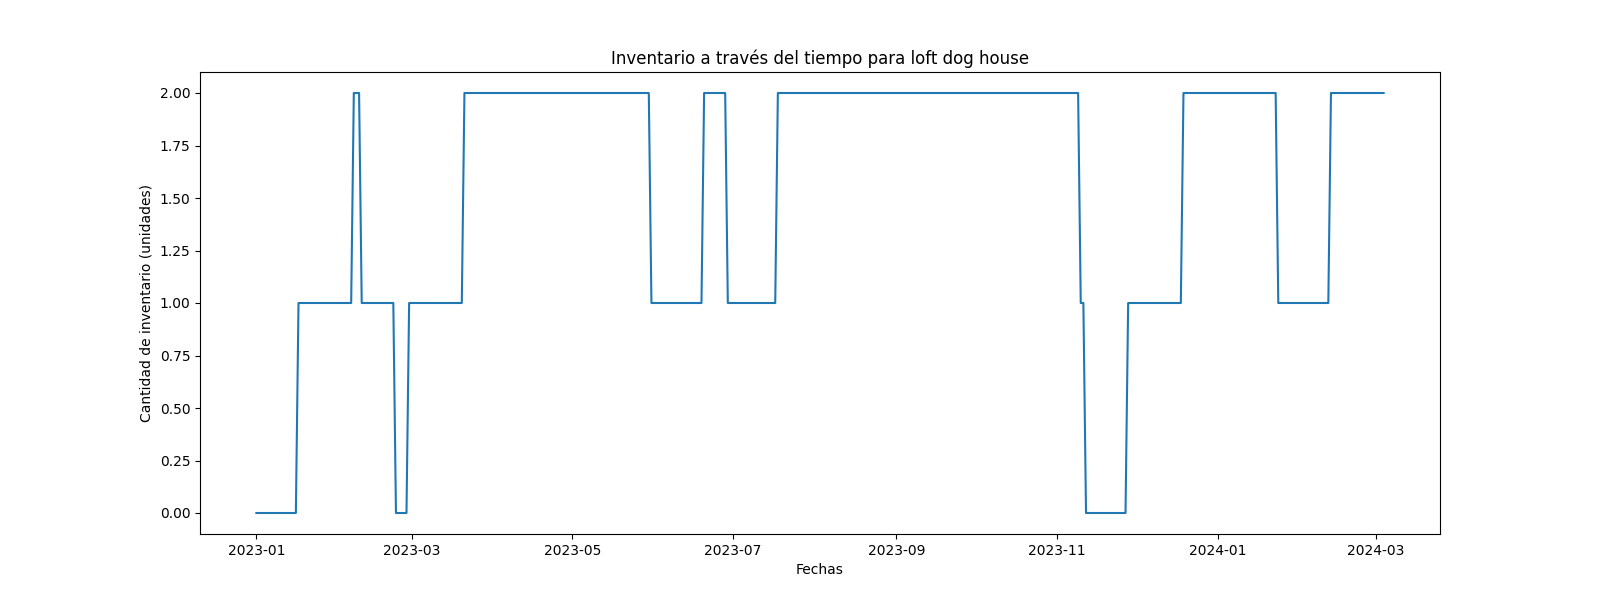 Inventario a través del tiempo para loft dog house
Cantidad de inventario (unidades)
2.00
1.75
1.50
1.25
1.00
0.75
0.50
0.25
0.00
2023-01 2023-03 2023-05 2023-07 2023-09 2023-11 2024-01 2024-03
Fechas